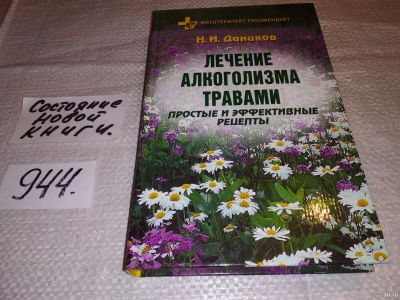 ФИТОТЕРАПЕВТ РЕКОМЕНДУЕТ
Н. И. Даников
ЛЕЧЕНИЕ
АЛКОГОЛИЗМА
ТРАВАМИ
ПРОСТЫЕ И ЭФФЕКТИВНЫЕ
РЕЦЕПТЫ
Состояние
новой
книги.
944.